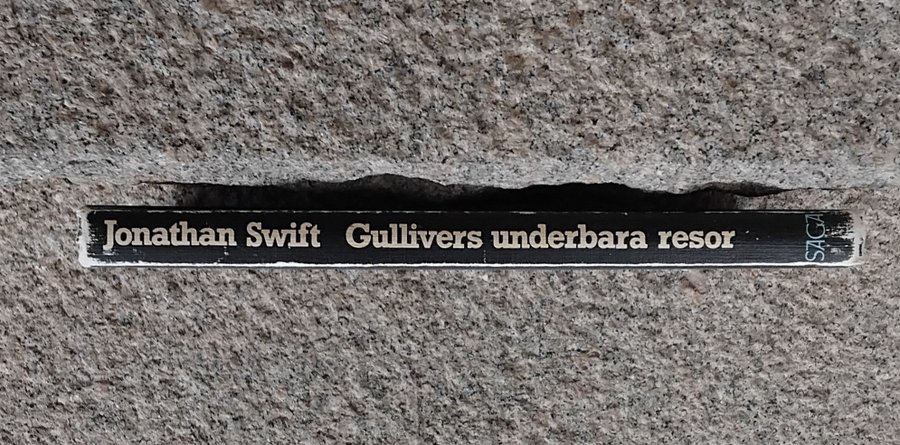 Jonathan Swift Gullivers underbara resor
SAGA